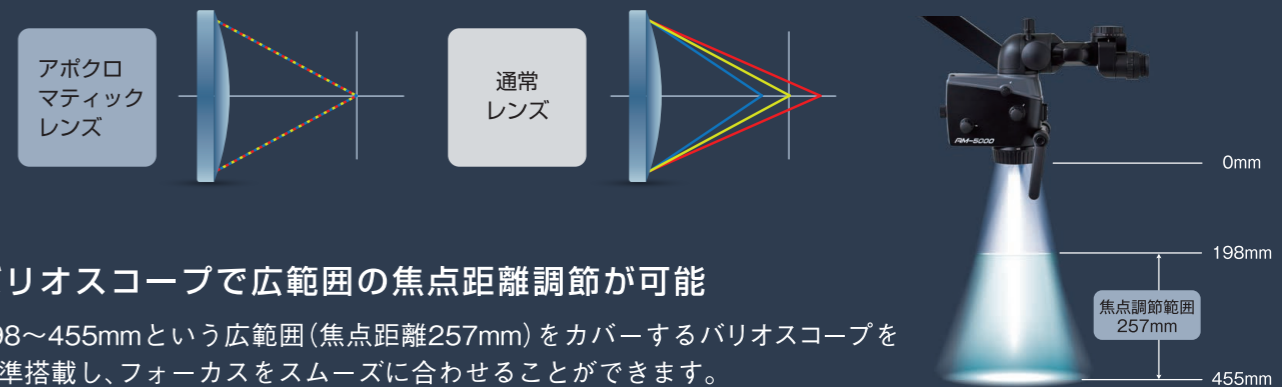 アポクロ
マティック
レンズ
通常
レンズ
RM-5000
0mm
198mm
焦点調節範囲
257mm
455mm
リオスコープで広範囲の焦点距離調節が可能
98〜455mmという広範囲(焦点距離257mm)をカバーするバリオスコープを
準搭載し、フォーカスをスムーズに合わせることができます。